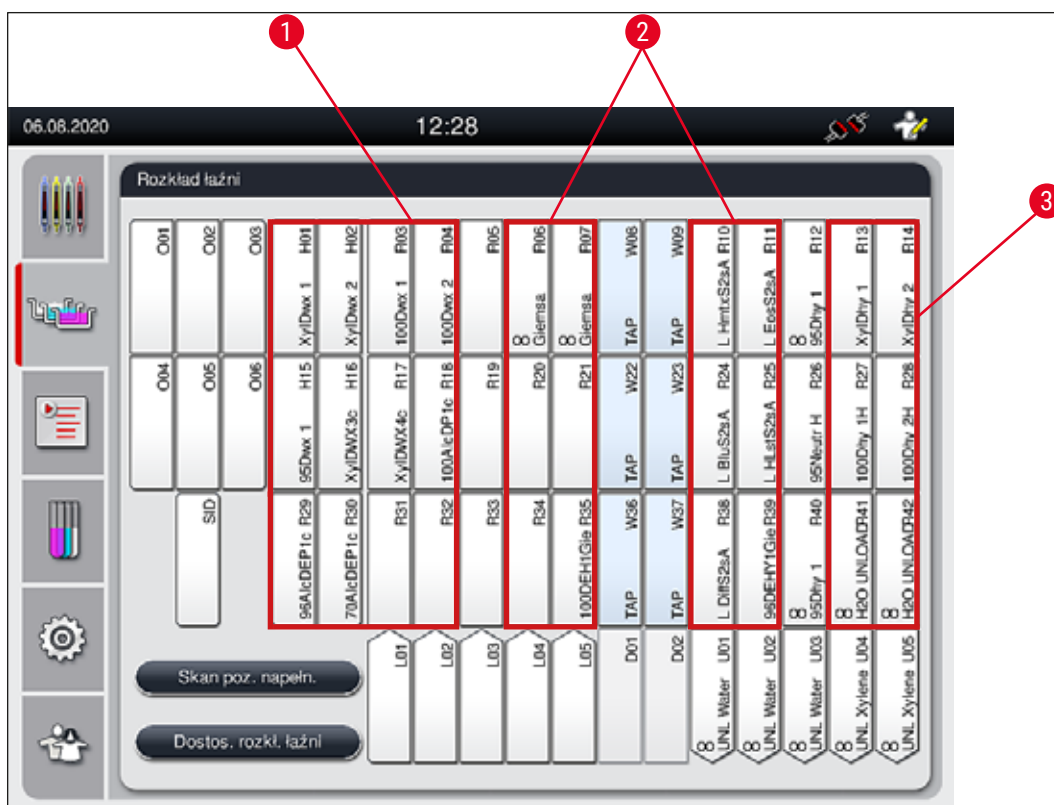 1
2
06.08.2020
12:28
Rozkład łaźni
3
O01
O02
O03
XylDwx 1 H01
XylDwx 2 H02
100Dwx 1 R03
100Dwx 2 R04
R05
∞ Giemsa R06
∞ Giemsa R07
TAP W08
TAP W09
L HmtxS2sA R10
L EosS2sA R11
∞ 95Dhy 1 R12
XylDhy 1 R13
XylDhy 2 R14
O04
O05
O06
95Dwx 1 H15
XylDWX3c H16
XylDWX4c R17
100AlcDP1c R18
R19
R20
R21
TAP W22
TAP W23
L BluS2sA R24
L HLstS2sA R25
95Neutr H R26
100Dhy 1H R27
100Dhy 2H R28
SID
96AlcDEP1c R29
70AlcDEP1c R30
R31
R32
R33
R34
100DEH1Gie R35
TAP W36
TAP W37
L DiffS2sA R38
96DEHY1Gie R39
∞ 95Dhy 1 R40
∞ H2O UNLOADR41
∞ H2O UNLOADR42
L01
L02
L03
L04
L05
D01
D02
∞ UNL Water U01
∞ UNL Water U02
∞ UNL Water U03
∞ UNL Xylene U04
∞ UNL Xylene U05
Skan poz. napełn.
Dostos. rozkł. łaźni